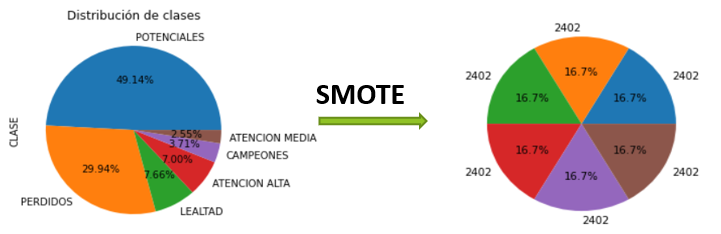 Distribución de clases
POTENCIALES
49.14%
CLASE
2.55%
ATENCION MEDIA
3.71%
CAMPEONES
7.00%
ATENCION ALTA
29.94%
7.66%
PERDIDOS
LEALTAD
SMOTE
2402
2402
2402
16.7%
16.7%
16.7%
16.7%
16.7%
16.7%
2402
2402
2402